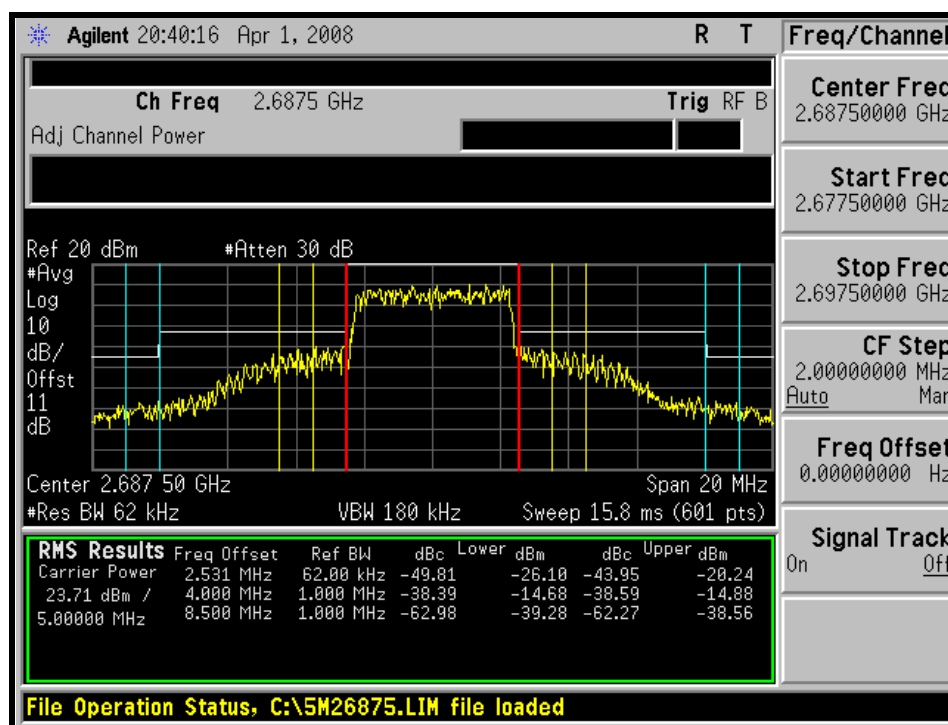 Agilent 20:40:16 Apr 1, 2008 R T
Ch Freq 2.6875 GHz Trig RF B
Adj Channel Power
Ref 20 dBm #Atten 30 dB
#Avg
Log
10
dB/
Offst
11
dB
Center 2.687 50 GHz Span 20 MHz
#Res BW 62 kHz VBW 180 kHz Sweep 15.8 ms (601 pts)
RMS Results Freq Offset Ref BW dBc Lower dBm dBc Upper dBm
Carrier Power 2.531 MHz 62.00 kHz -49.81 -26.10 -43.95 -20.24
23.71 dBm / 4.000 MHz 1.000 MHz -38.39 -14.68 -38.59 -14.88
5.00000 MHz 8.500 MHz 1.000 MHz -62.98 -39.28 -62.27 -38.56
File Operation Status, C:\5M26875.LIM file loaded
Freq/Channel
Center Freq
2.68750000 GHz
Start Freq
2.67750000 GHz
Stop Freq
2.69750000 GHz
CF Step
2.00000000 MHz
Auto Man
Freq Offset
0.00000000 Hz
Signal Track
On Off